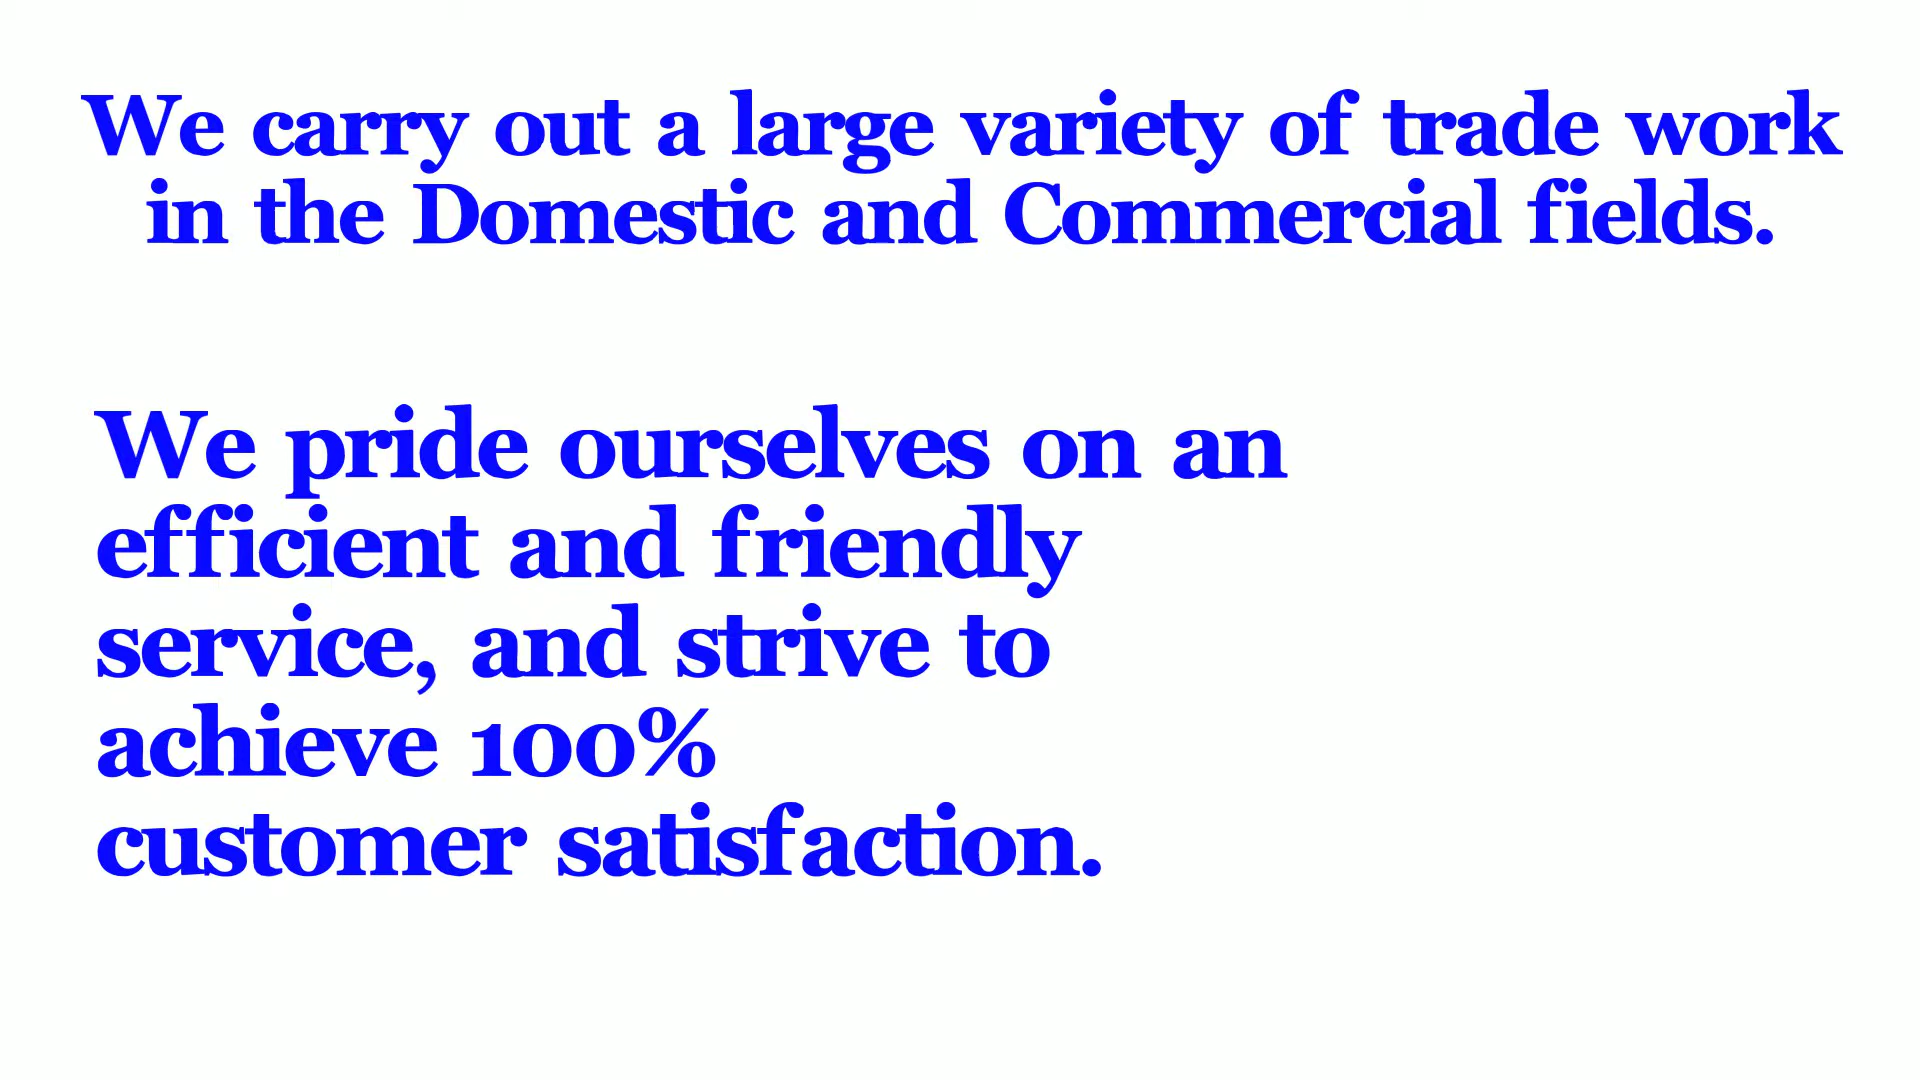 We carry out a large variety of trade work
in the Domestic and Commercial fields.
We pride ourselves on an
efficient and friendly
service, and strive to
achieve 100%
customer satisfaction.